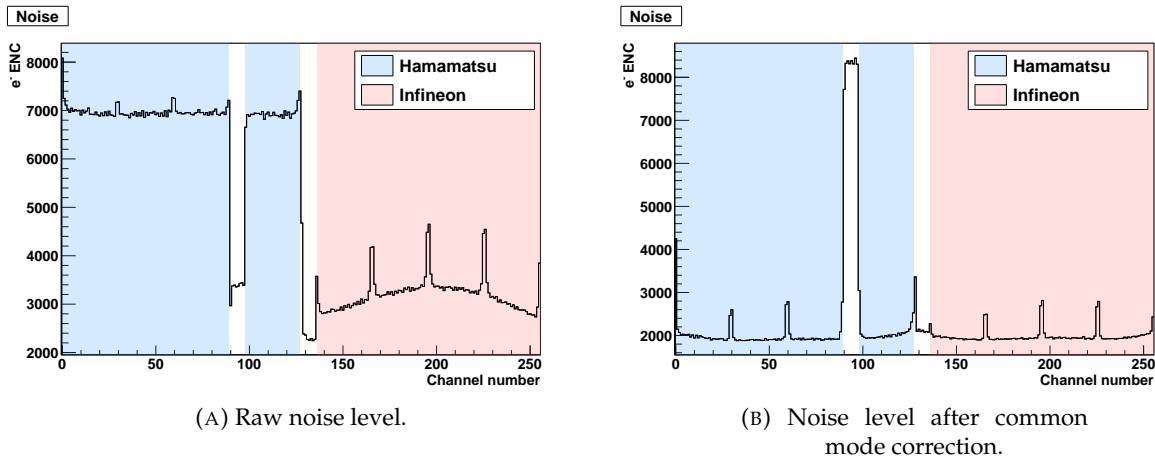 Noise
e⁻ ENC
8000
7000
6000
5000
4000
3000
2000
0 50 100 150 200 250
Channel number
Hamamatsu
Infineon
(A) Raw noise level.
Noise
e⁻ ENC
8000
7000
6000
5000
4000
3000
2000
0 50 100 150 200 250
Channel number
Hamamatsu
Infineon
(B) Noise level after common
mode correction.